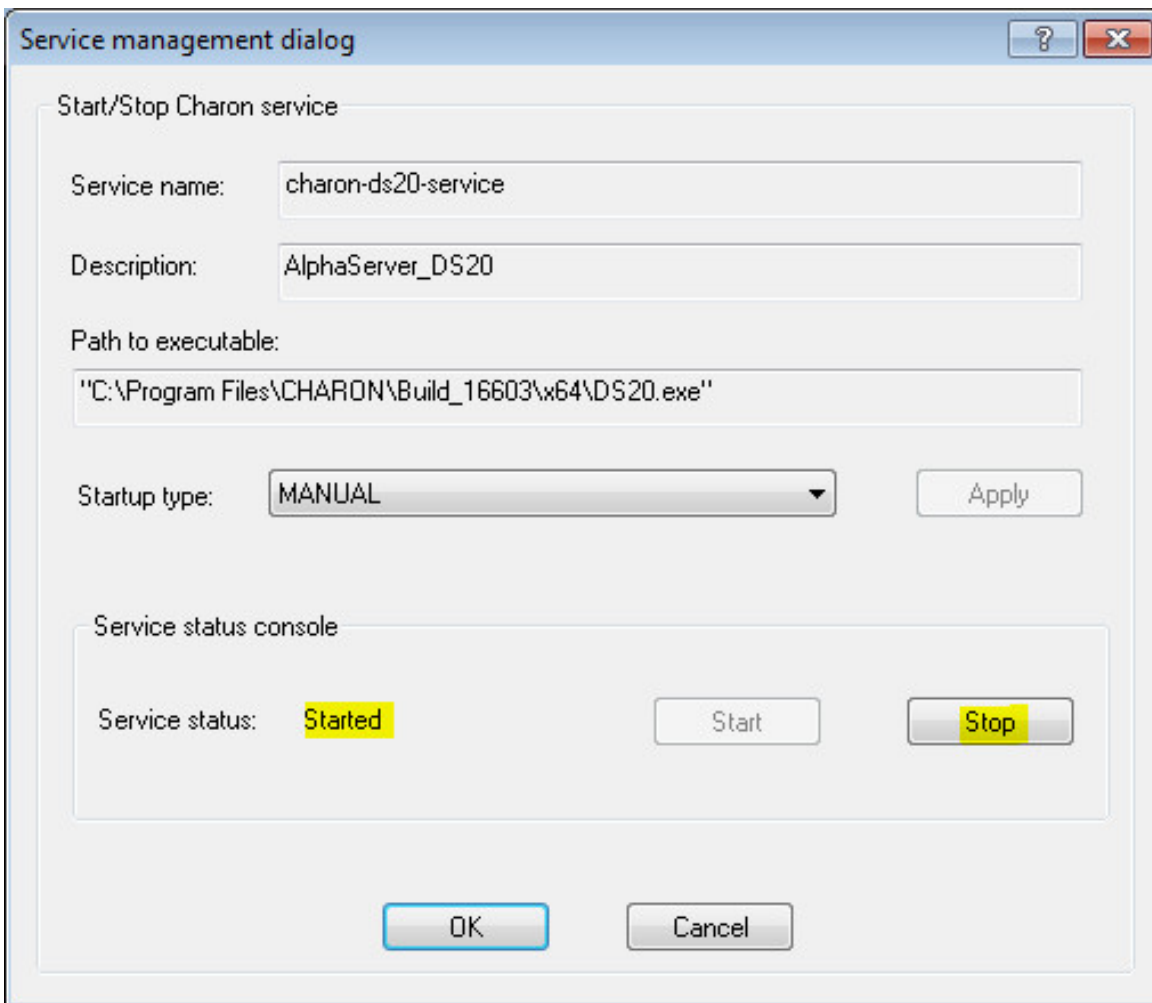 Service management dialog
Start/Stop Charon service
Service name: charon-ds20-service
Description: AlphaServer_DS20
Path to executable:
"C:\Program Files\CHARON\Build_16603\x64\DS20.exe"
Startup type: MANUAL Apply
Service status console
Service status: Started Start Stop
OK Cancel